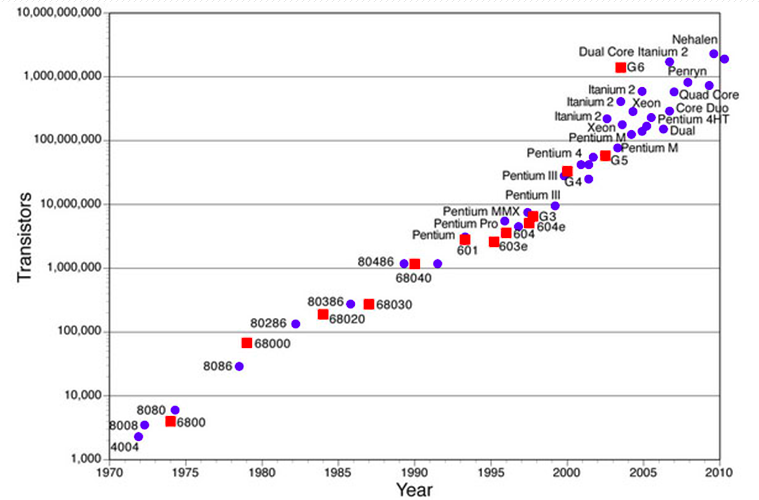 10,000,000,000
Nehalen
Dual Core Itanium 2
G6
1,000,000,000
Penryn
Itanium 2
Quad Core
Itanium 2
Xeon
Core Duo
Itanium 2
Pentium 4HT
Xeon
Dual
100,000,000
Pentium M
Pentium M
Pentium 4
G5
Pentium III
G4
10,000,000
Pentium III
Pentium MMX
G3
Pentium Pro
604e
Pentium
604
603e
601
1,000,000
80486
68040
80386
68030
100,000
80286
68020
68000
8086
10,000
8080
6800
8008
4004
1,000
1970 1975 1980 1985 1990 1995 2000 2005 2010
Year
Transistors